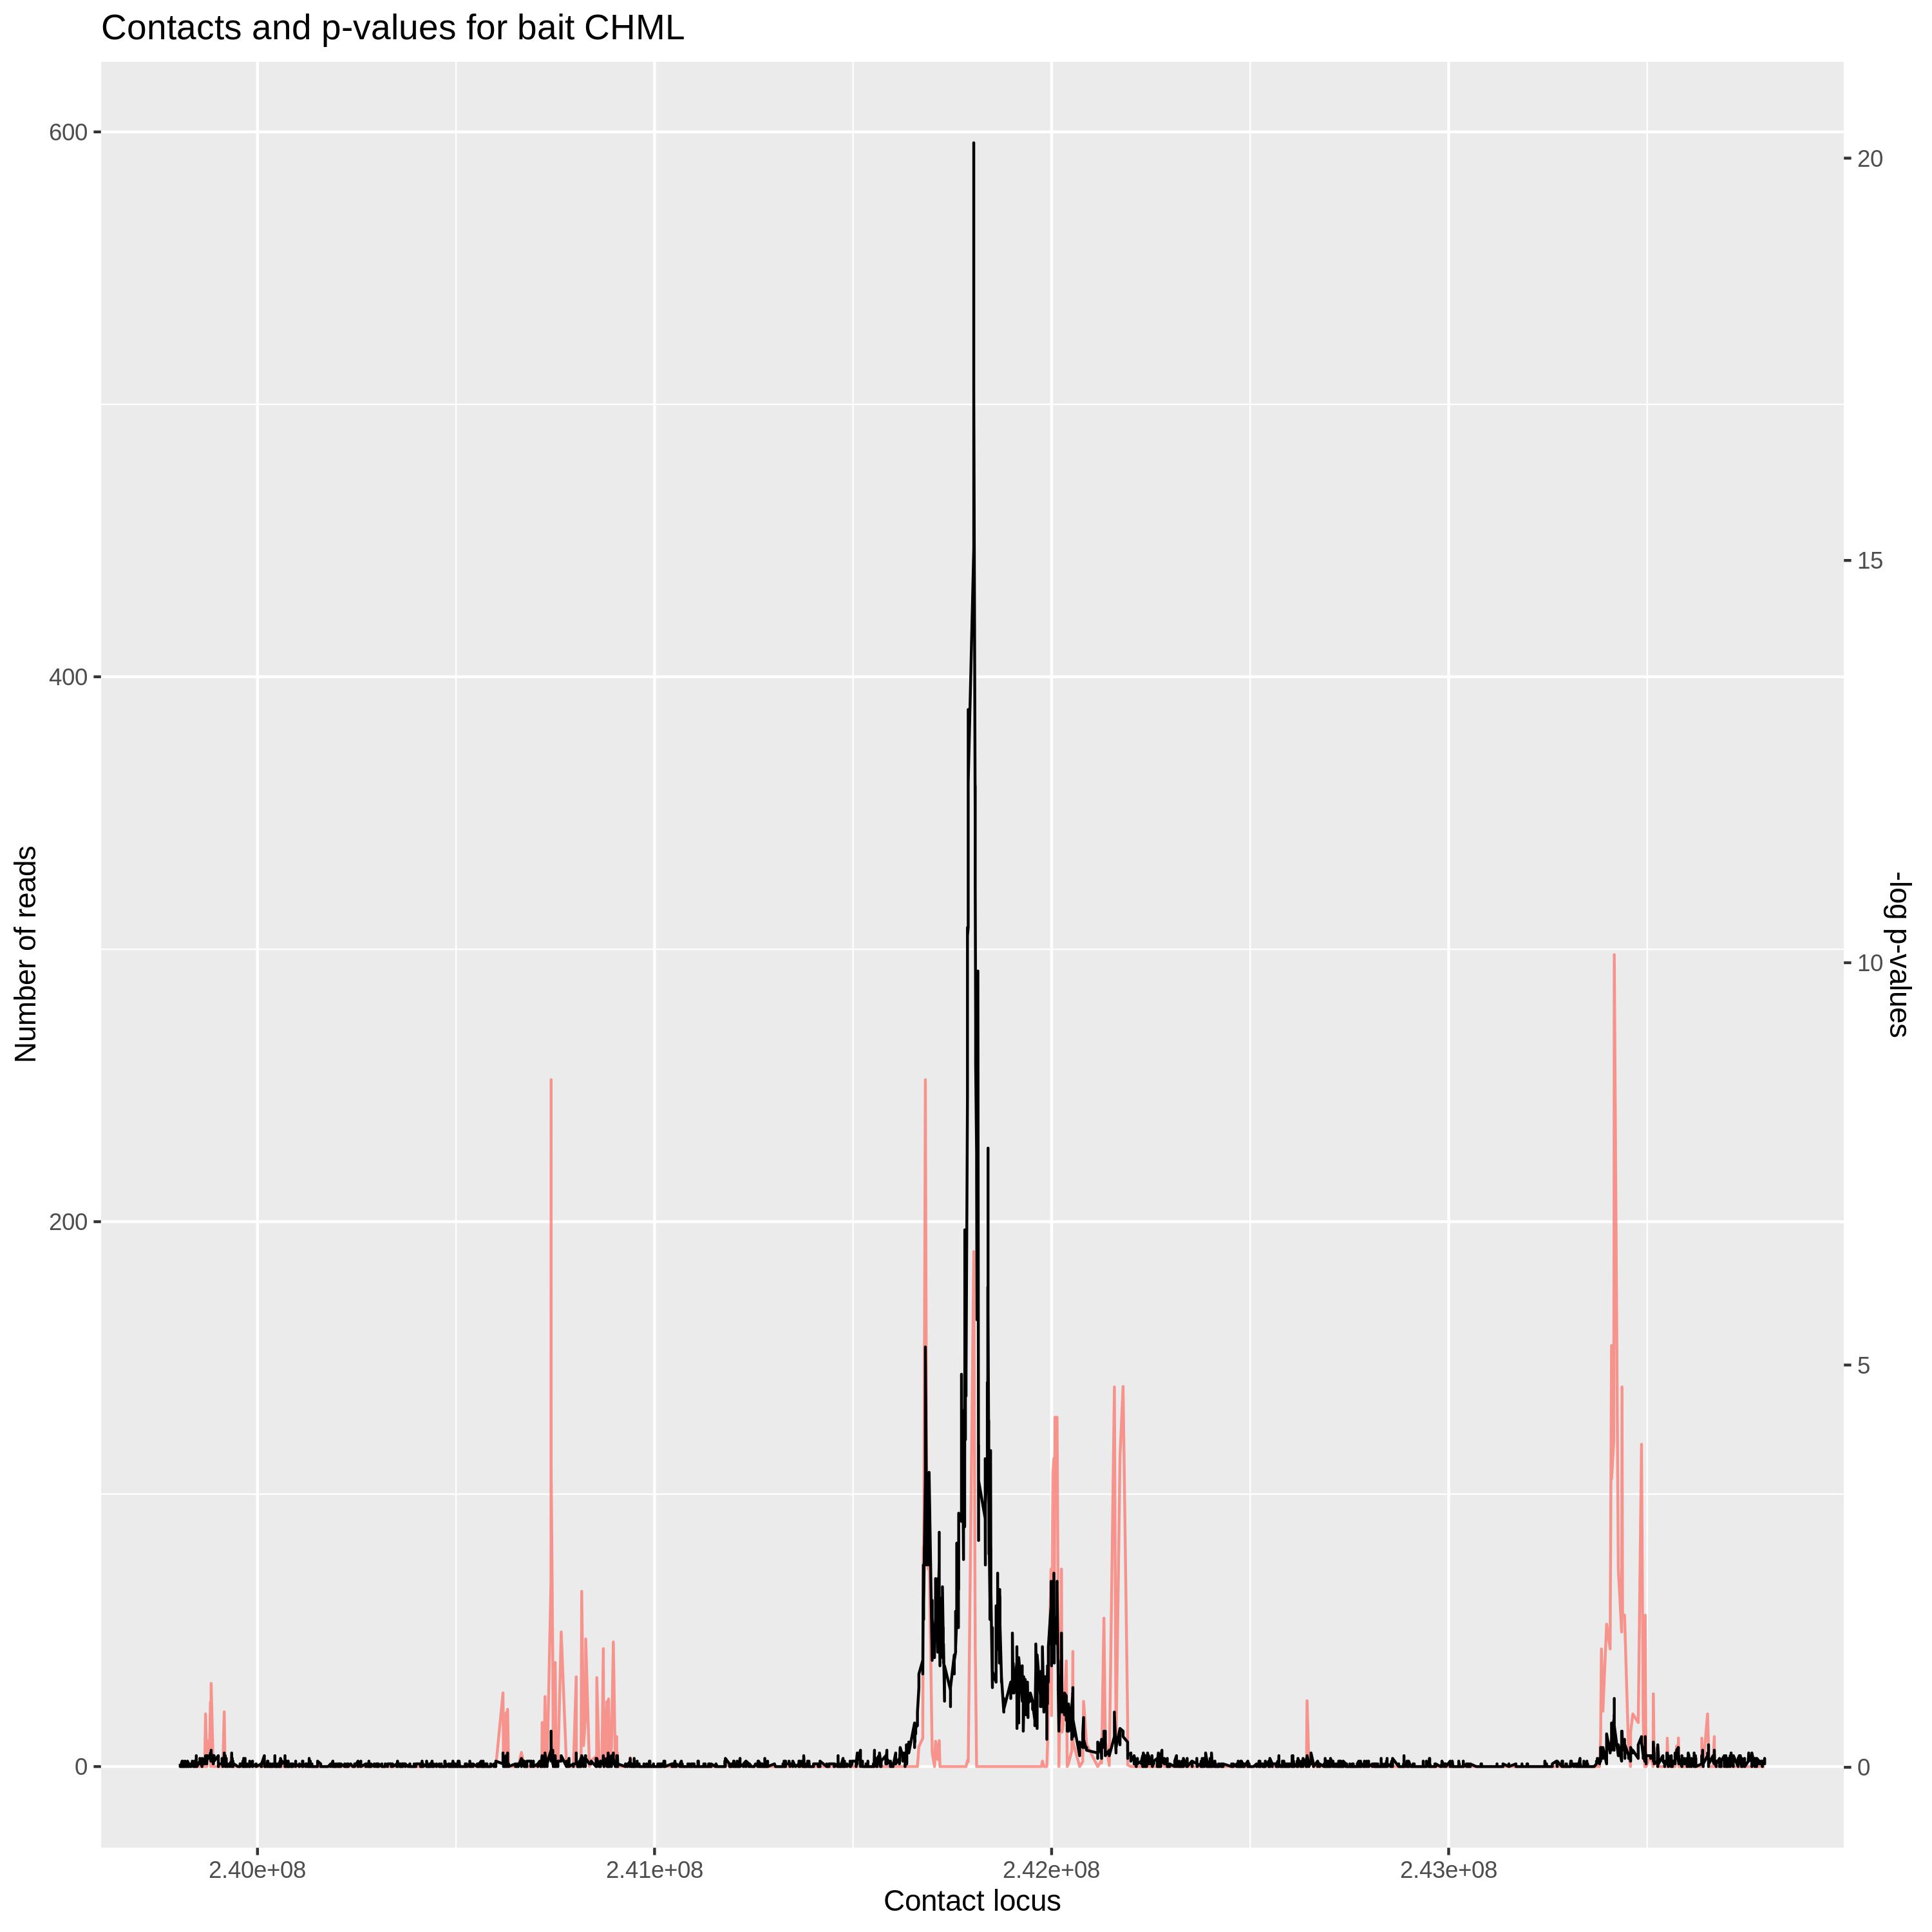 Contacts and p-values for bait CHML
600
400
200
0
Number of reads
20
15
10
5
0
-log p-values
2.40e+08 2.41e+08 2.42e+08 2.43e+08
Contact locus